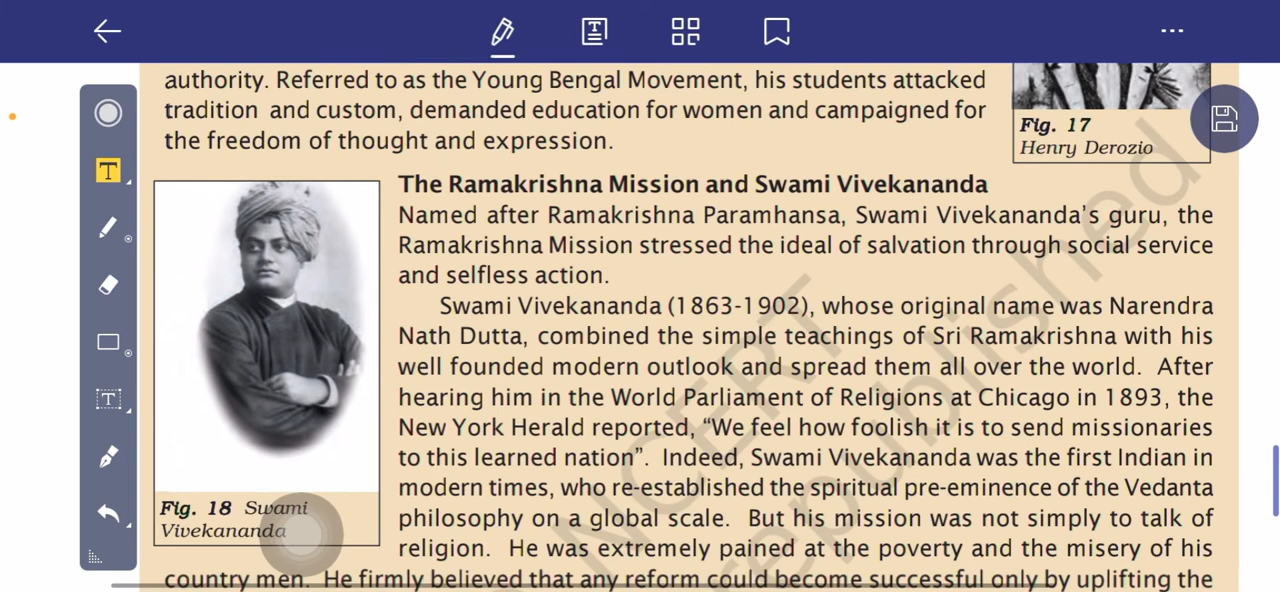 authority. Referred to as the Young Bengal Movement, his students attacked
tradition and custom, demanded education for women and campaigned for
the freedom of thought and expression.
Fig. 17
Henry Derozio
The Ramakrishna Mission and Swami Vivekananda
Named after Ramakrishna Paramhansa, Swami Vivekananda's guru, the
Ramakrishna Mission stressed the ideal of salvation through social service
and selfless action.
Swami Vivekananda (1863-1902), whose original name was Narendra
Nath Dutta, combined the simple teachings of Sri Ramakrishna with his
well founded modern outlook and spread them all over the world. After
hearing him in the World Parliament of Religions at Chicago in 1893, the
New York Herald reported, “We feel how foolish it is to send missionaries
to this learned nation”. Indeed, Swami Vivekananda was the first Indian in
modern times, who re-established the spiritual pre-eminence of the Vedanta
philosophy on a global scale. But his mission was not simply to talk of
religion. He was extremely pained at the poverty and the misery of his
country men. He firmly believed that any reform could become successful only by uplifting the
Fig. 18 Swami
Vivekananda
NCERT
republished